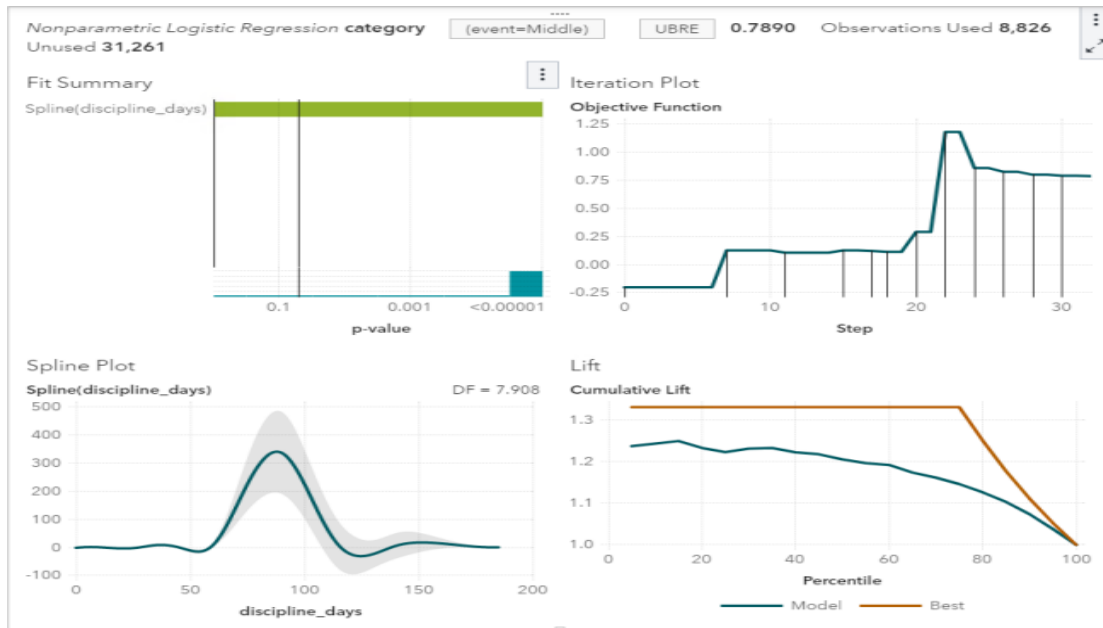 Nonparametric Logistic Regression category (event=Middle) UBRE 0.7890 Observations Used 8,826
Unused 31,261
Fit Summary
Spline(discipline_days)
0.1 0.001 <0.00001
p-value
Iteration Plot
Objective Function
1.25
1.00
0.75
0.50
0.25
0.00
-0.25
0 10 20 30
Step
Spline Plot
Spline(discipline_days) DF = 7.908
500
400
300
200
100
0
-100
0 50 100 150 200
discipline_days
Lift
Cumulative Lift
1.3
1.2
1.1
1.0
0 20 40 60 80 100
Percentile
Model Best